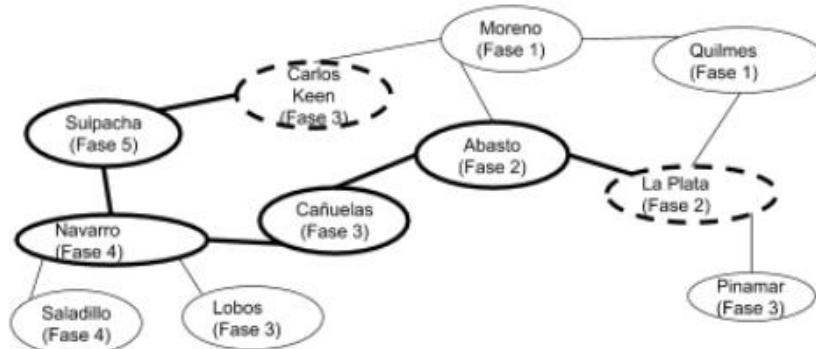 Moreno
(Fase 1)
Quilmes
(Fase 1)
Carlos
Keen
(Fase 3)
Suipacha
(Fase 5)
Abasto
(Fase 2)
La Plata
(Fase 2)
Cañuelas
(Fase 3)
Navarro
(Fase 4)
Pinamar
(Fase 3)
Saladillo
(Fase 4)
Lobos
(Fase 3)